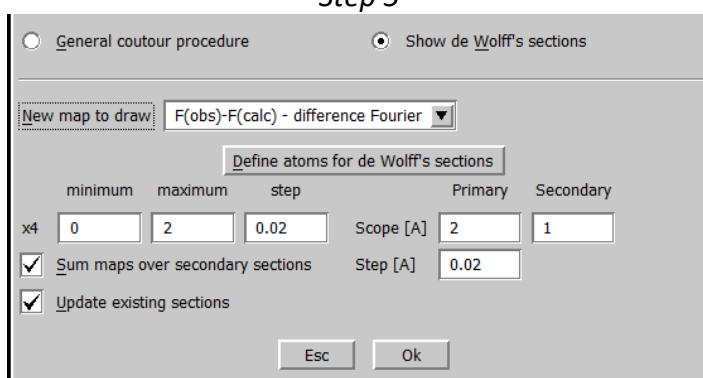 Step 3
General coutour procedure Show de Wolff's sections
New map to draw F(obs)-F(calc) - difference Fourier
Define atoms for de Wolff's sections
minimum maximum step Primary Secondary
x4 0 2 0.02 Scope [A] 2 1
Sum maps over secondary sections Step [A] 0.02
Update existing sections
Esc Ok